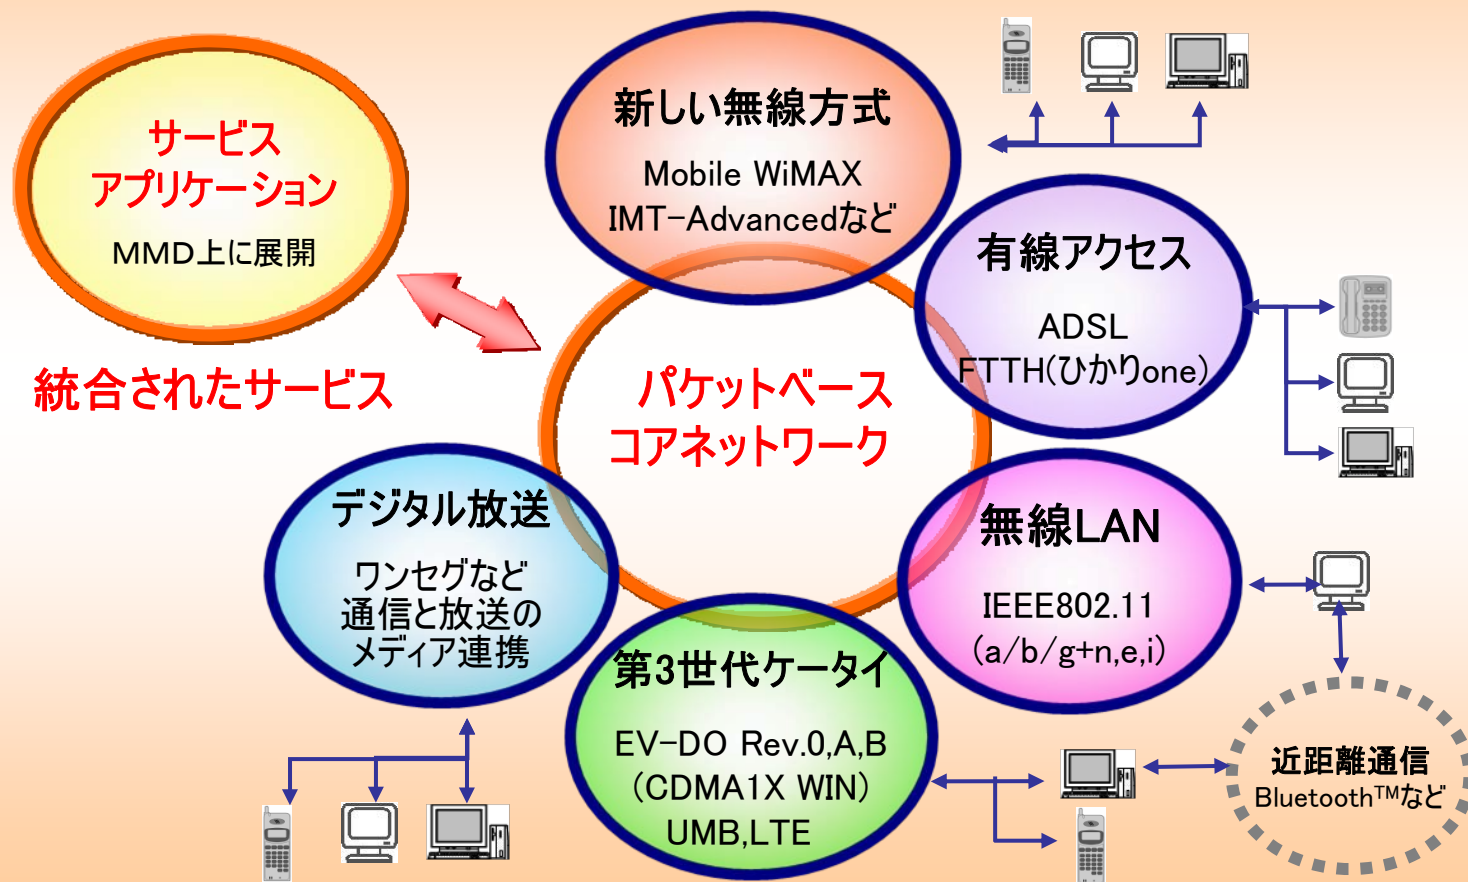 サービス
アプリケーション
MMD上に展開
統合されたサービス
新しい無線方式
Mobile WiMAX
IMT-Advancedなど
有線アクセス
ADSL
FTTH(ひかりone)
パケットベース
コアネットワーク
デジタル放送
ワンセグなど
通信と放送の
メディア連携
無線LAN
IEEE802.11
(a/b/g+n,e,i)
第3世代ケータイ
EV-DO Rev.0,A,B
(CDMA1X WIN)
UMB,LTE
近距離通信
Bluetooth™など